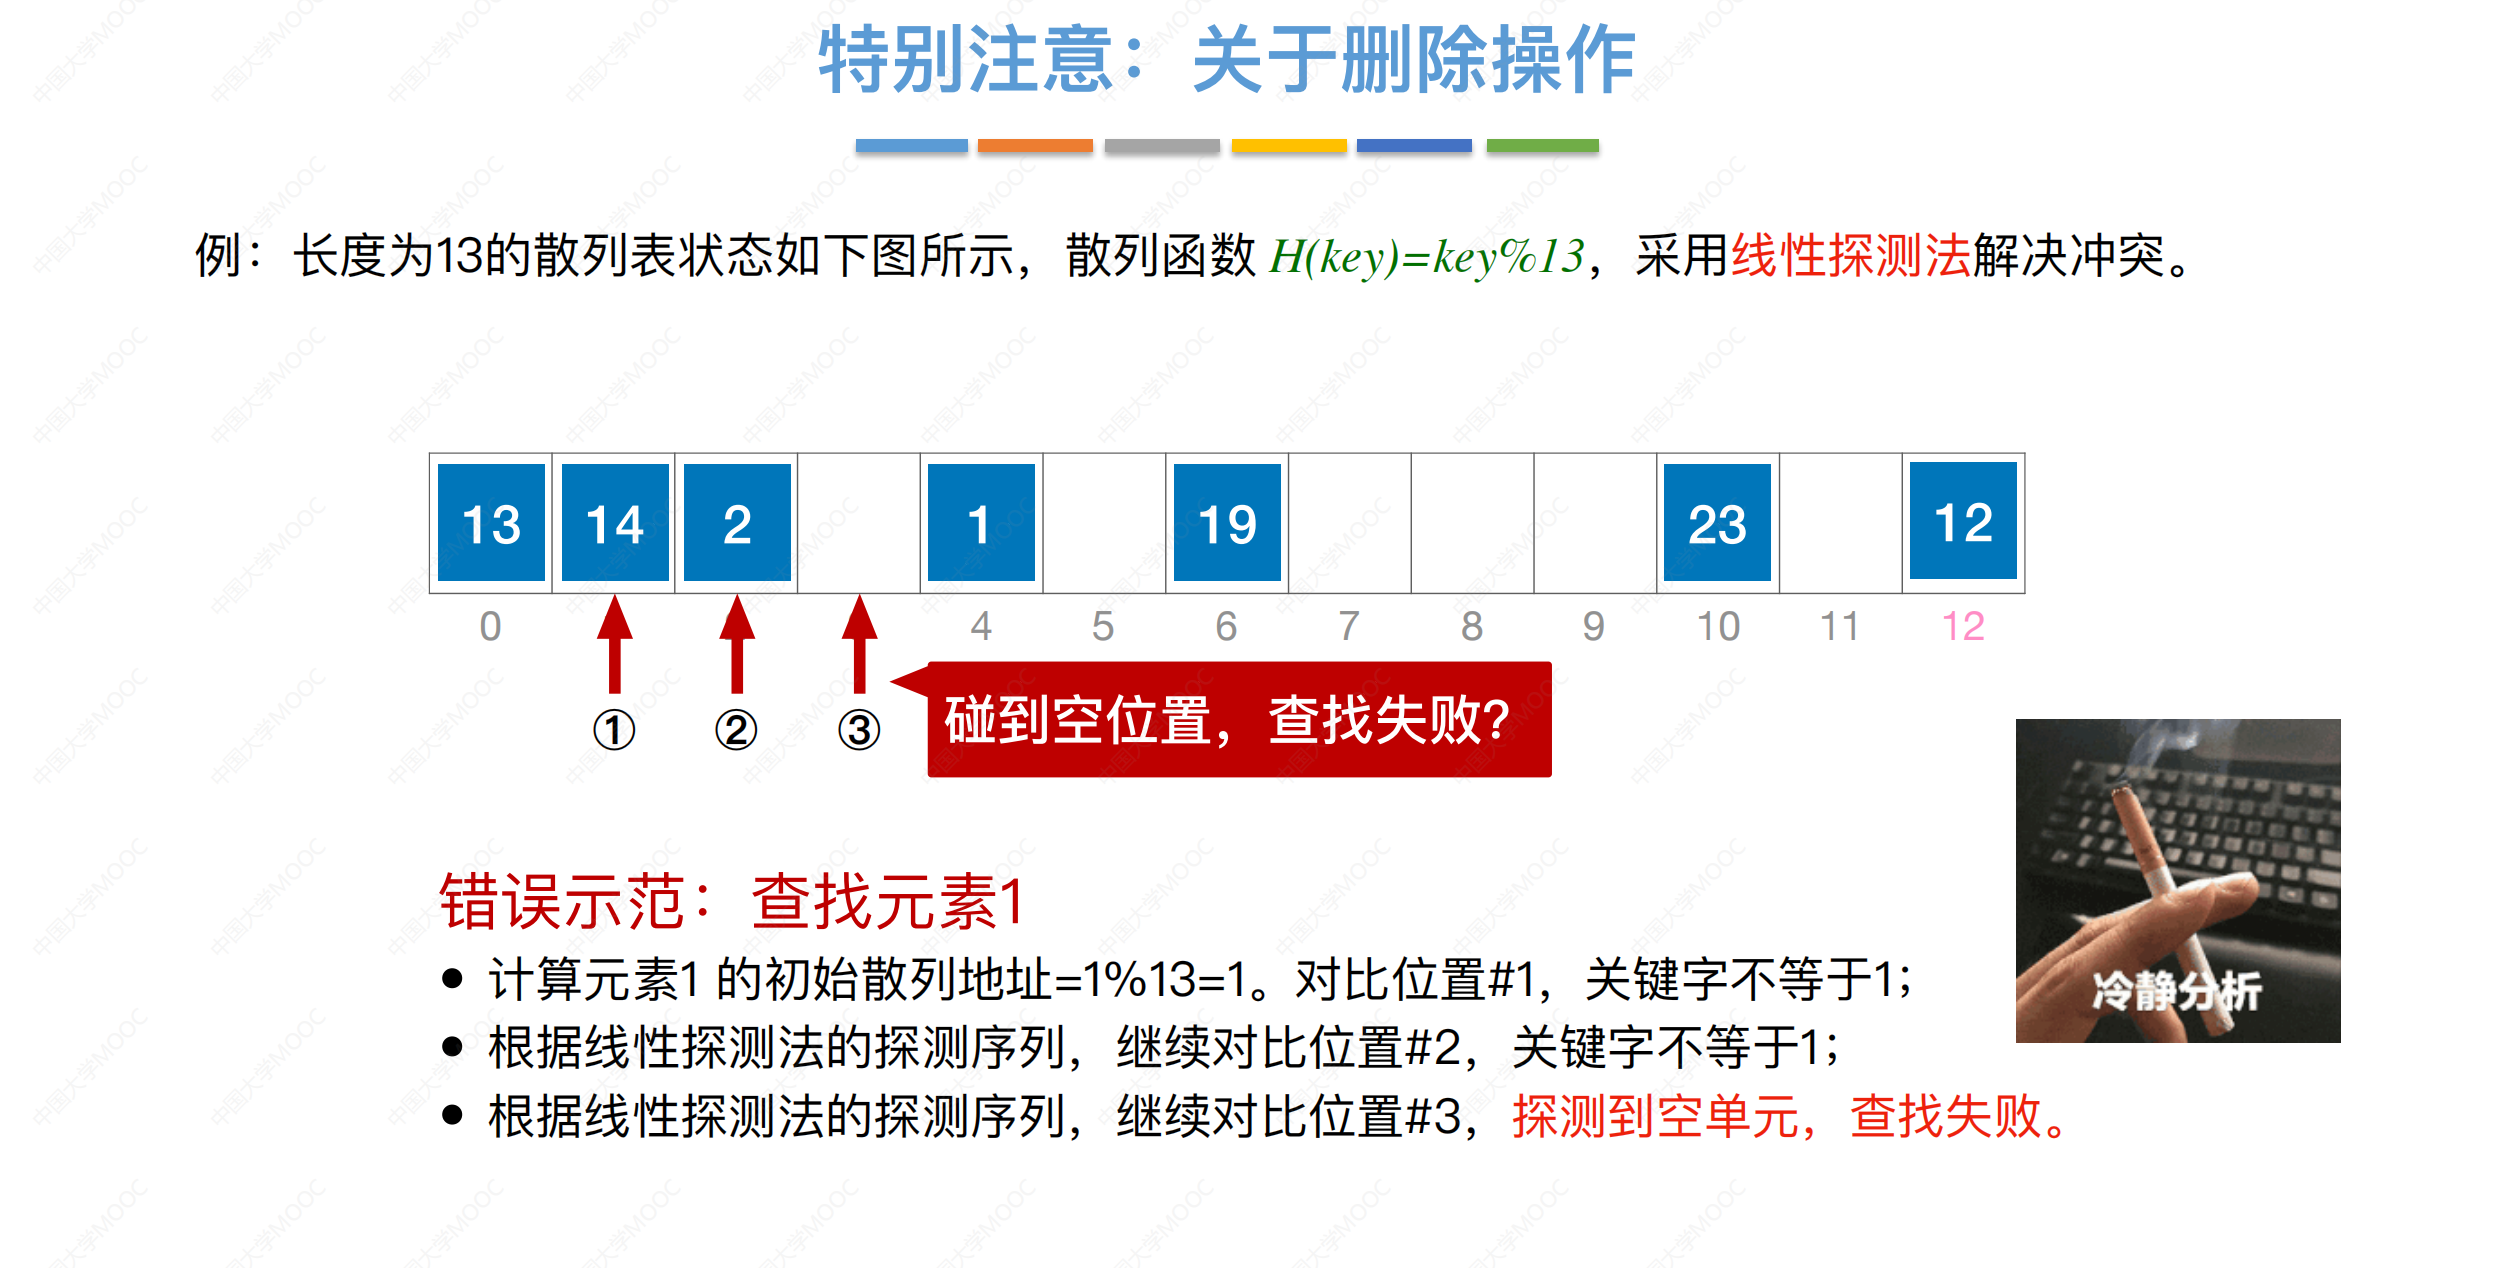 特别注意：关于删除操作
例：长度为13的散列表状态如下图所示，散列函数 H(key)=key%13，采用线性探测法解决冲突。
13 14 2 1 19 23 12
0 4 5 6 7 8 9 10 11 12
① ② ③
碰到空位置，查找失败？
错误示范：查找元素1
● 计算元素1 的初始散列地址=1%13=1。对比位置#1，关键字不等于1；
● 根据线性探测法的探测序列，继续对比位置#2，关键字不等于1；
● 根据线性探测法的探测序列，继续对比位置#3，探测到空单元，查找失败。
冷静分析
中国大学MOOC